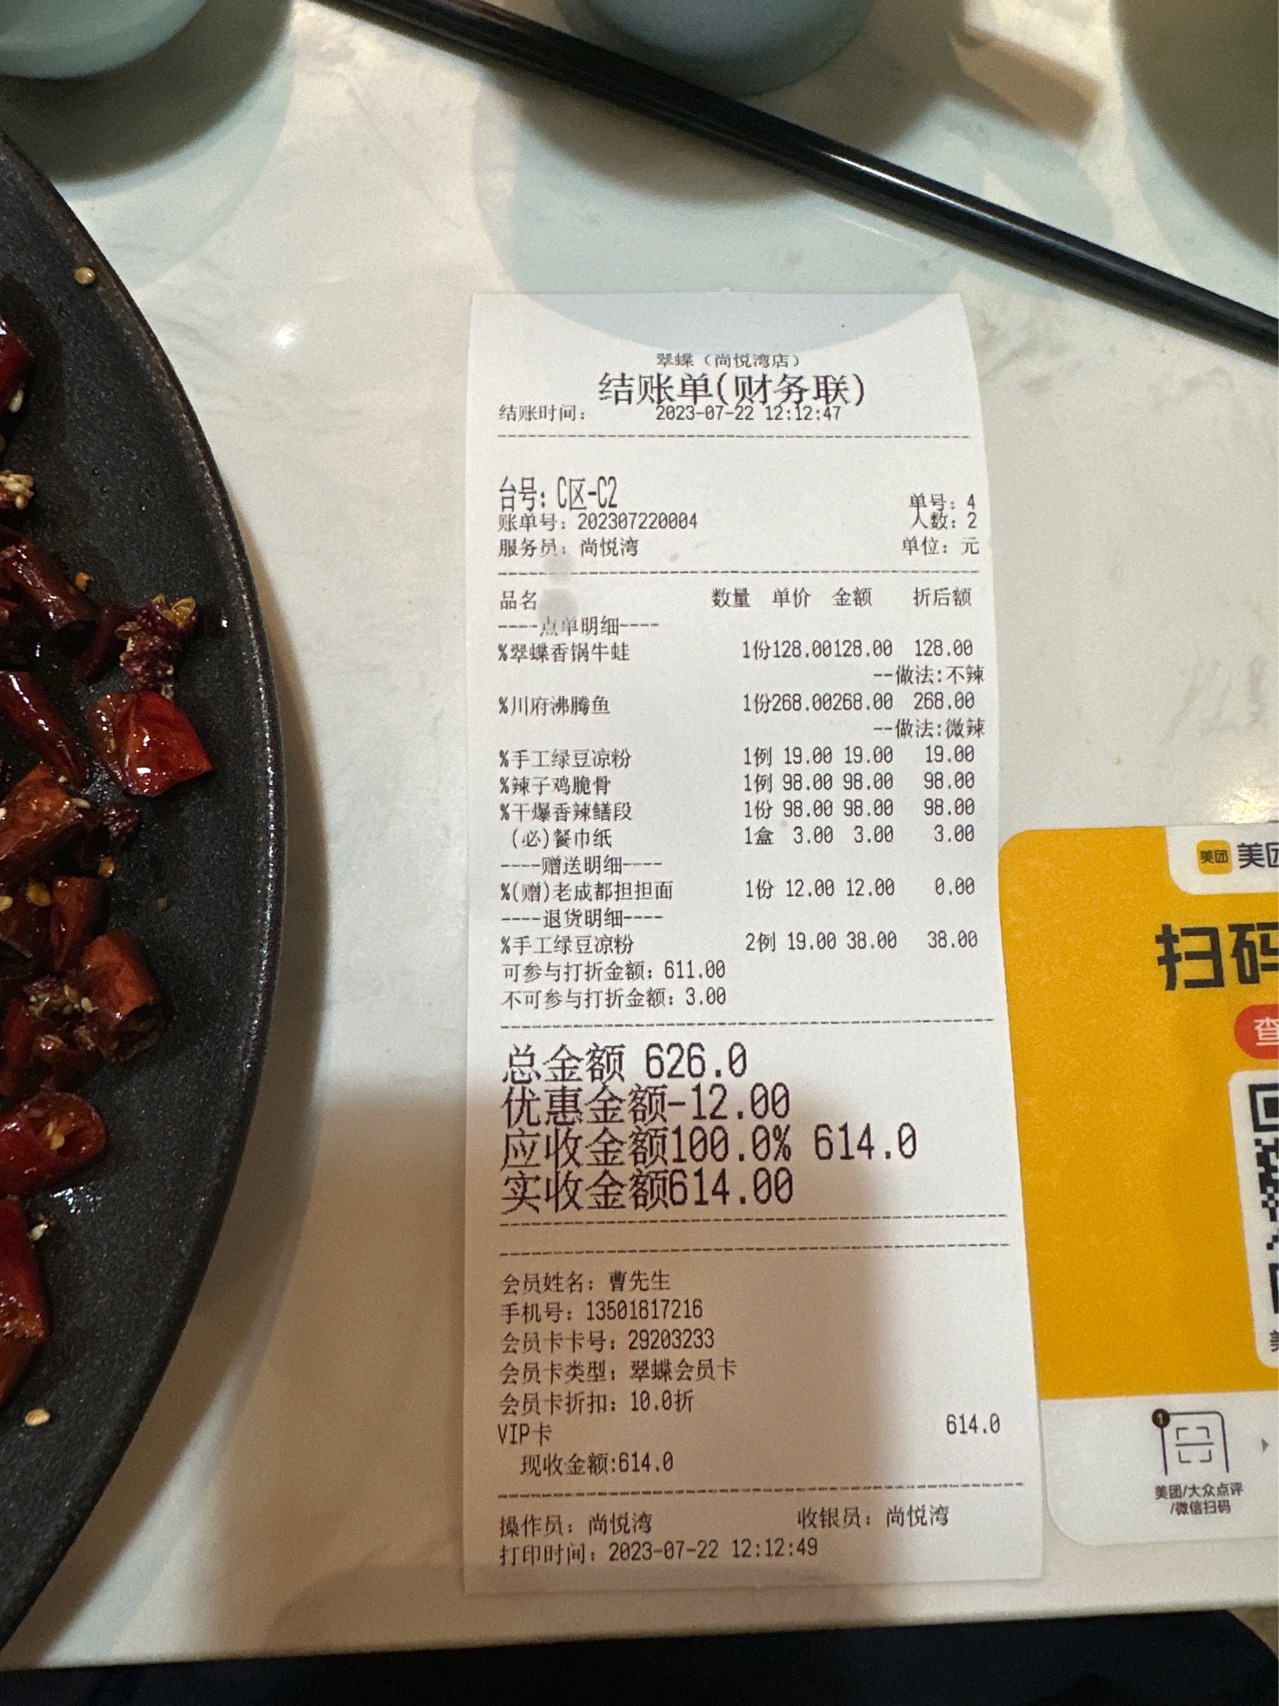 翠蝶（尚悦湾店）
结账单(财务联)
结账时间： 2023-07-22 12:12:47
台号：C区-C2
单号：4
账单号：202307220004
人数：2
服务员：尚悦湾 单位：元
品名 数量 单价 金额 折后额
----点单明细----
%翠蝶香锅牛蛙 1份128.00128.00 128.00
--做法:不辣
%川府沸腾鱼 1份268.00268.00 268.00
--做法:微辣
%手工绿豆凉粉 1例 19.00 19.00 19.00
%辣子鸡脆骨 1例 98.00 98.00 98.00
%干爆香辣鳝段 1份 98.00 98.00 98.00
(必)餐巾纸 1盒 3.00 3.00 3.00
----赠送明细----
%(赠)老成都担担面 1份 12.00 12.00 0.00
----退货明细----
%手工绿豆凉粉 2例 19.00 38.00 38.00
可参与打折金额：611.00
不可参与打折金额：3.00
总金额 626.0
优惠金额-12.00
应收金额100.0% 614.0
实收金额614.00
会员姓名：曹先生
手机号：13501817216
会员卡卡号：29203233
会员卡类型：翠蝶会员卡
会员卡折扣：10.0折
VIP卡 614.0
现收金额:614.0
操作员：尚悦湾 收银员：尚悦湾
打印时间：2023-07-22 12:12:49
美团 美团
扫码
查
1
美团/大众点评
/微信扫码